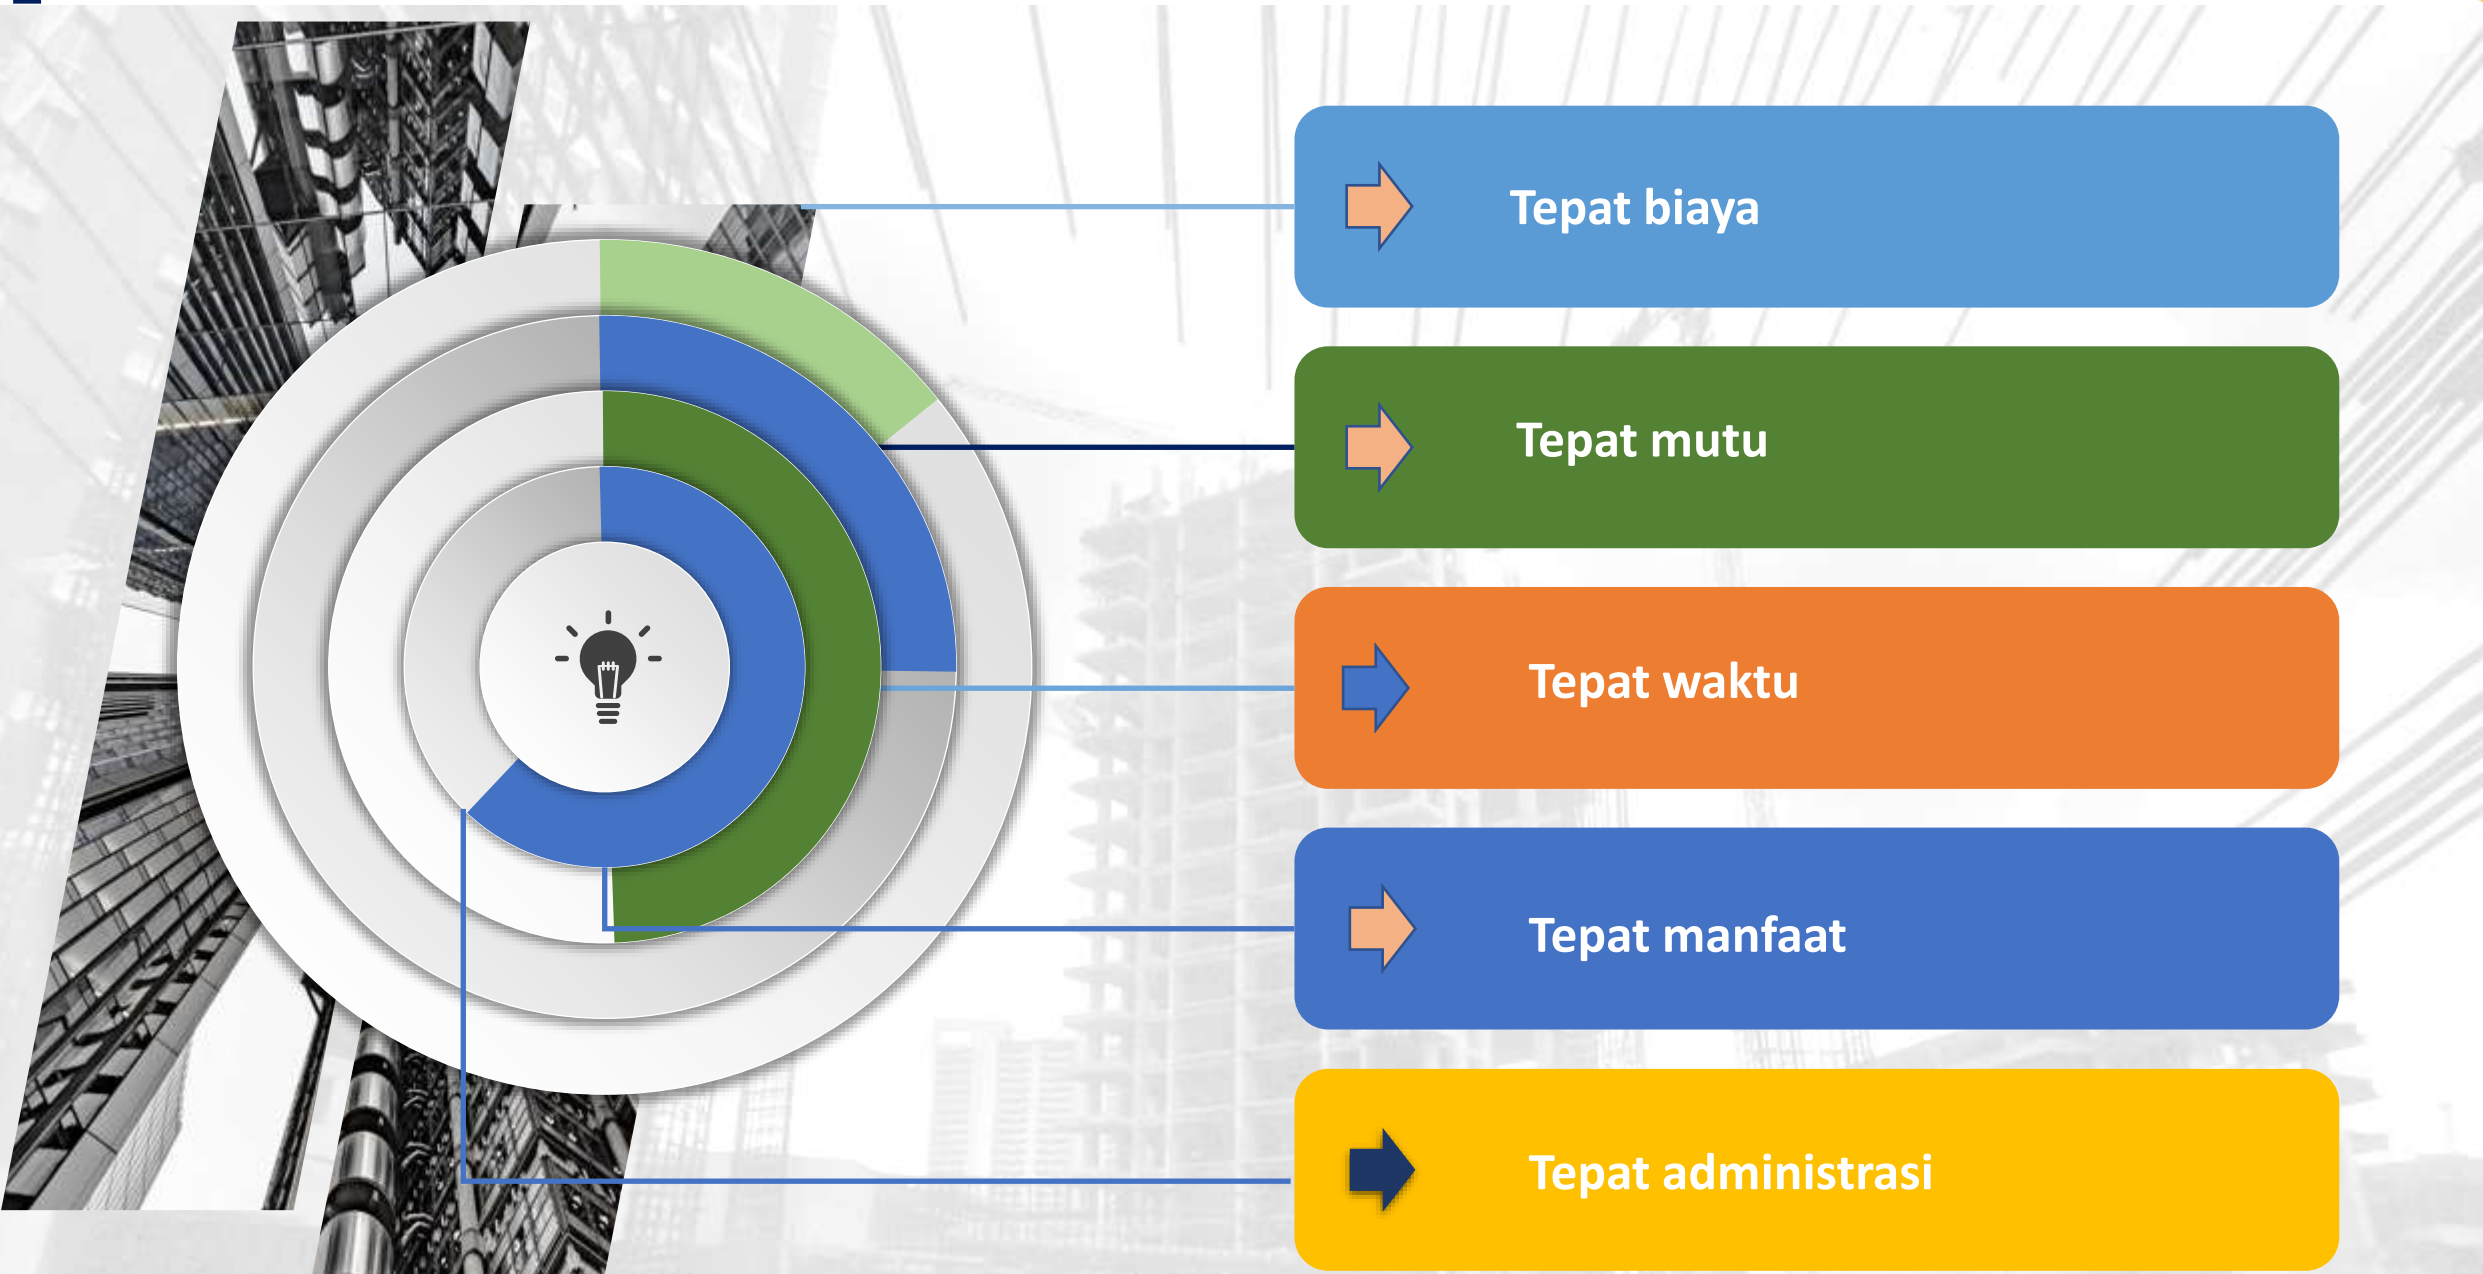 Tepat biaya
Tepat mutu
Tepat waktu
Tepat manfaat
Tepat administrasi